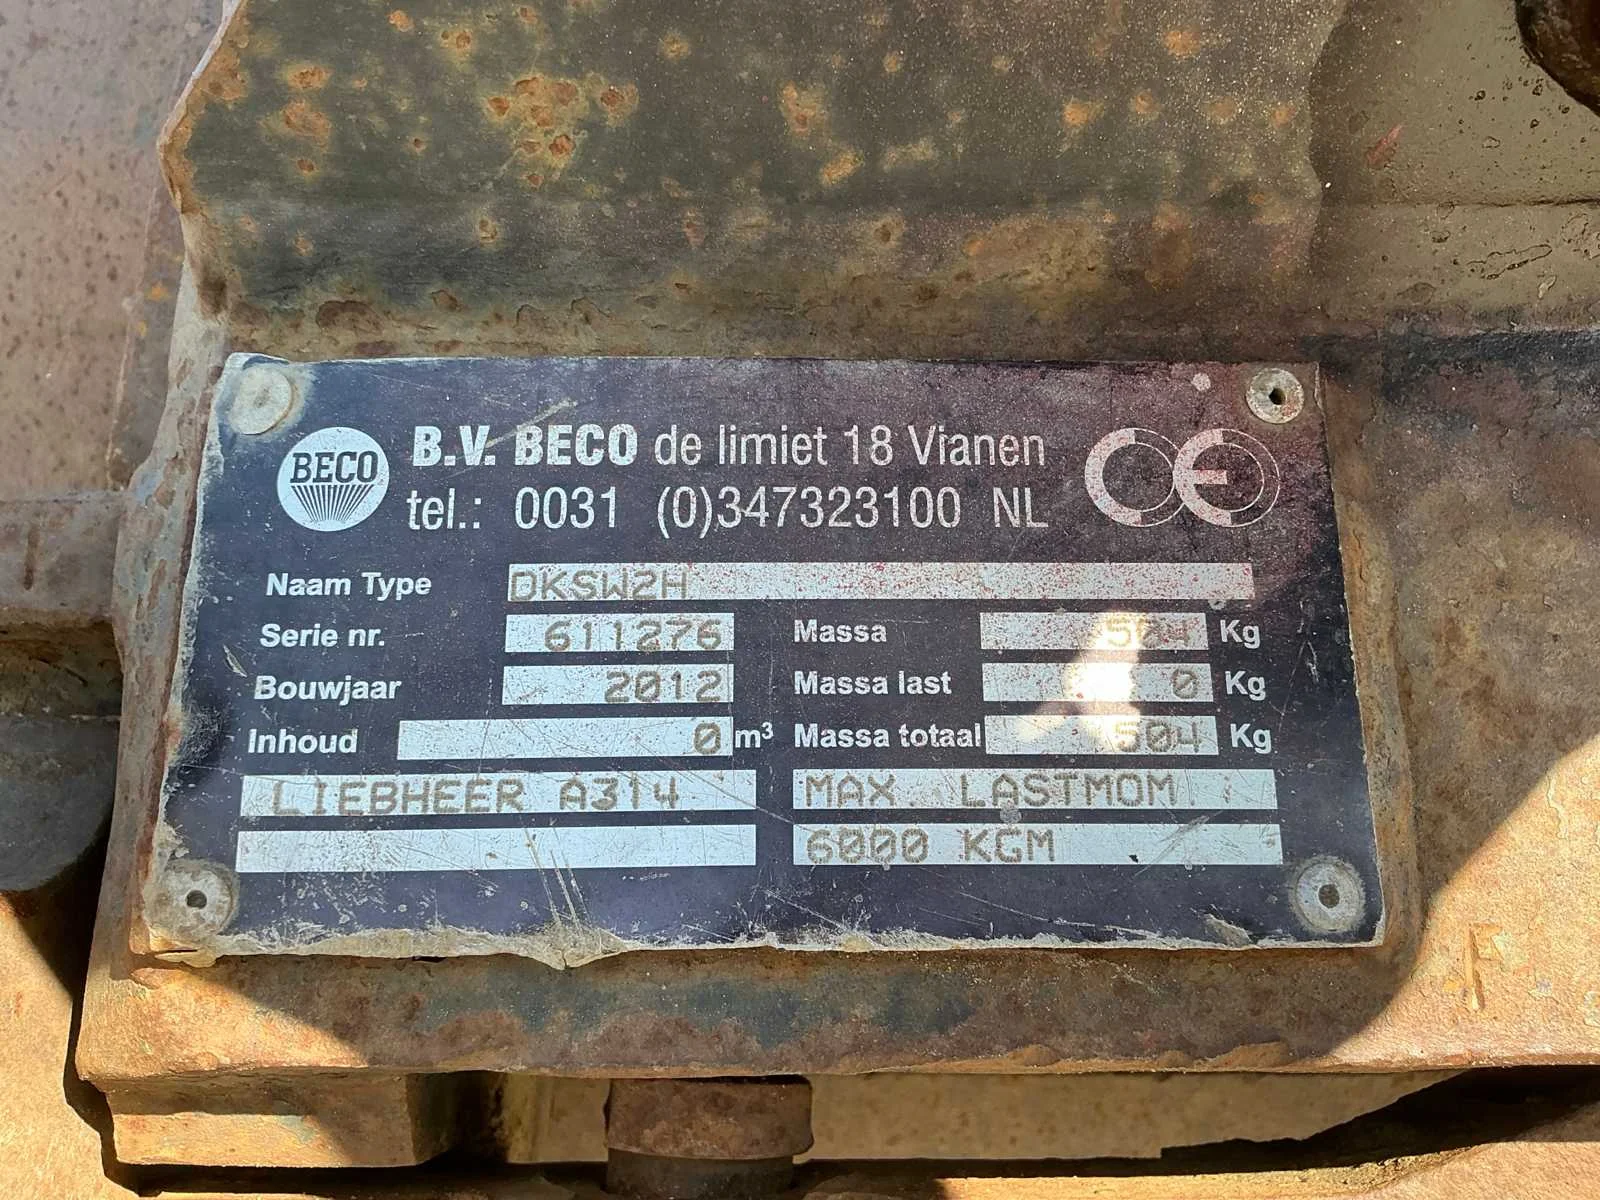 BECO
B.V. BECO de limiet 18 Vianen
tel.: 0031 (0)347323100 NL
CE
Naam Type DKSW2H
Serie nr. 611276 Massa 504 Kg
Bouwjaar 2012 Massa last 0 Kg
Inhoud 0 m³ Massa totaal 504 Kg
LIEBHEER A314 MAX. LASTMOM.
6000 KGM
F